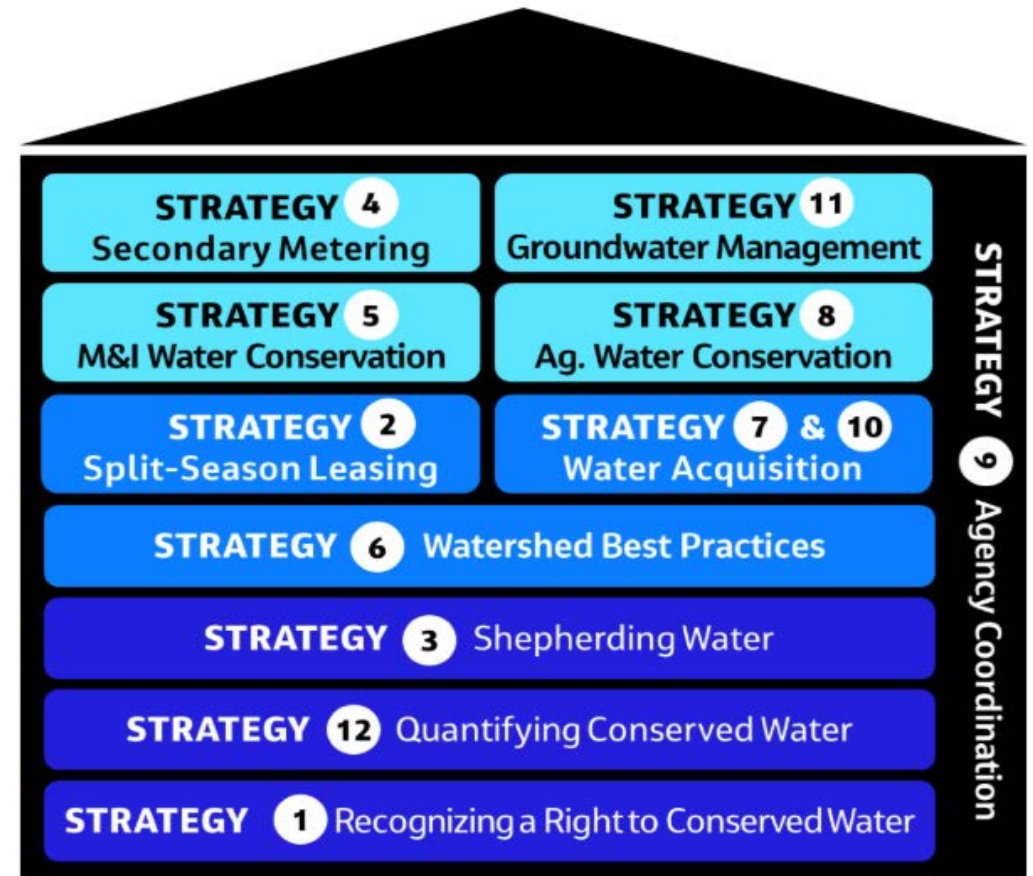 STRATEGY 4
Secondary Metering
STRATEGY 11
Groundwater Management
STRATEGY 5
M&I Water Conservation
STRATEGY 8
Ag. Water Conservation
STRATEGY 2
Split-Season Leasing
STRATEGY 7 & 10
Water Acquisition
STRATEGY 6 Watershed Best Practices
STRATEGY 3 Shepherding Water
STRATEGY 12 Quantifying Conserved Water
STRATEGY 1 Recognizing a Right to Conserved Water
STRATEGY 9 Agency Coordination